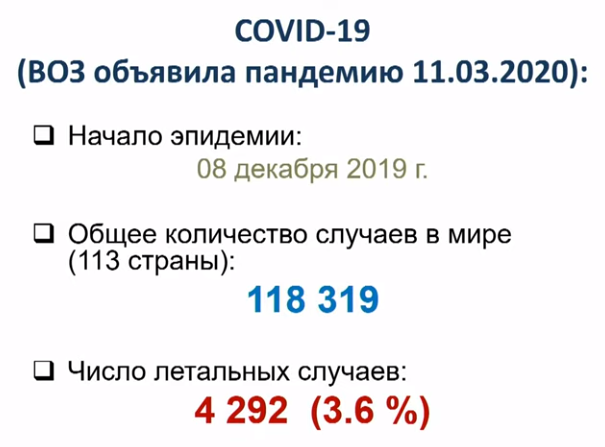 COVID-19
(ВОЗ объявила пандемию 11.03.2020):
❑ Начало эпидемии:
08 декабря 2019 г.
❑ Общее количество случаев в мире
(113 страны):
118 319
❑ Число летальных случаев:
4 292 (3.6 %)